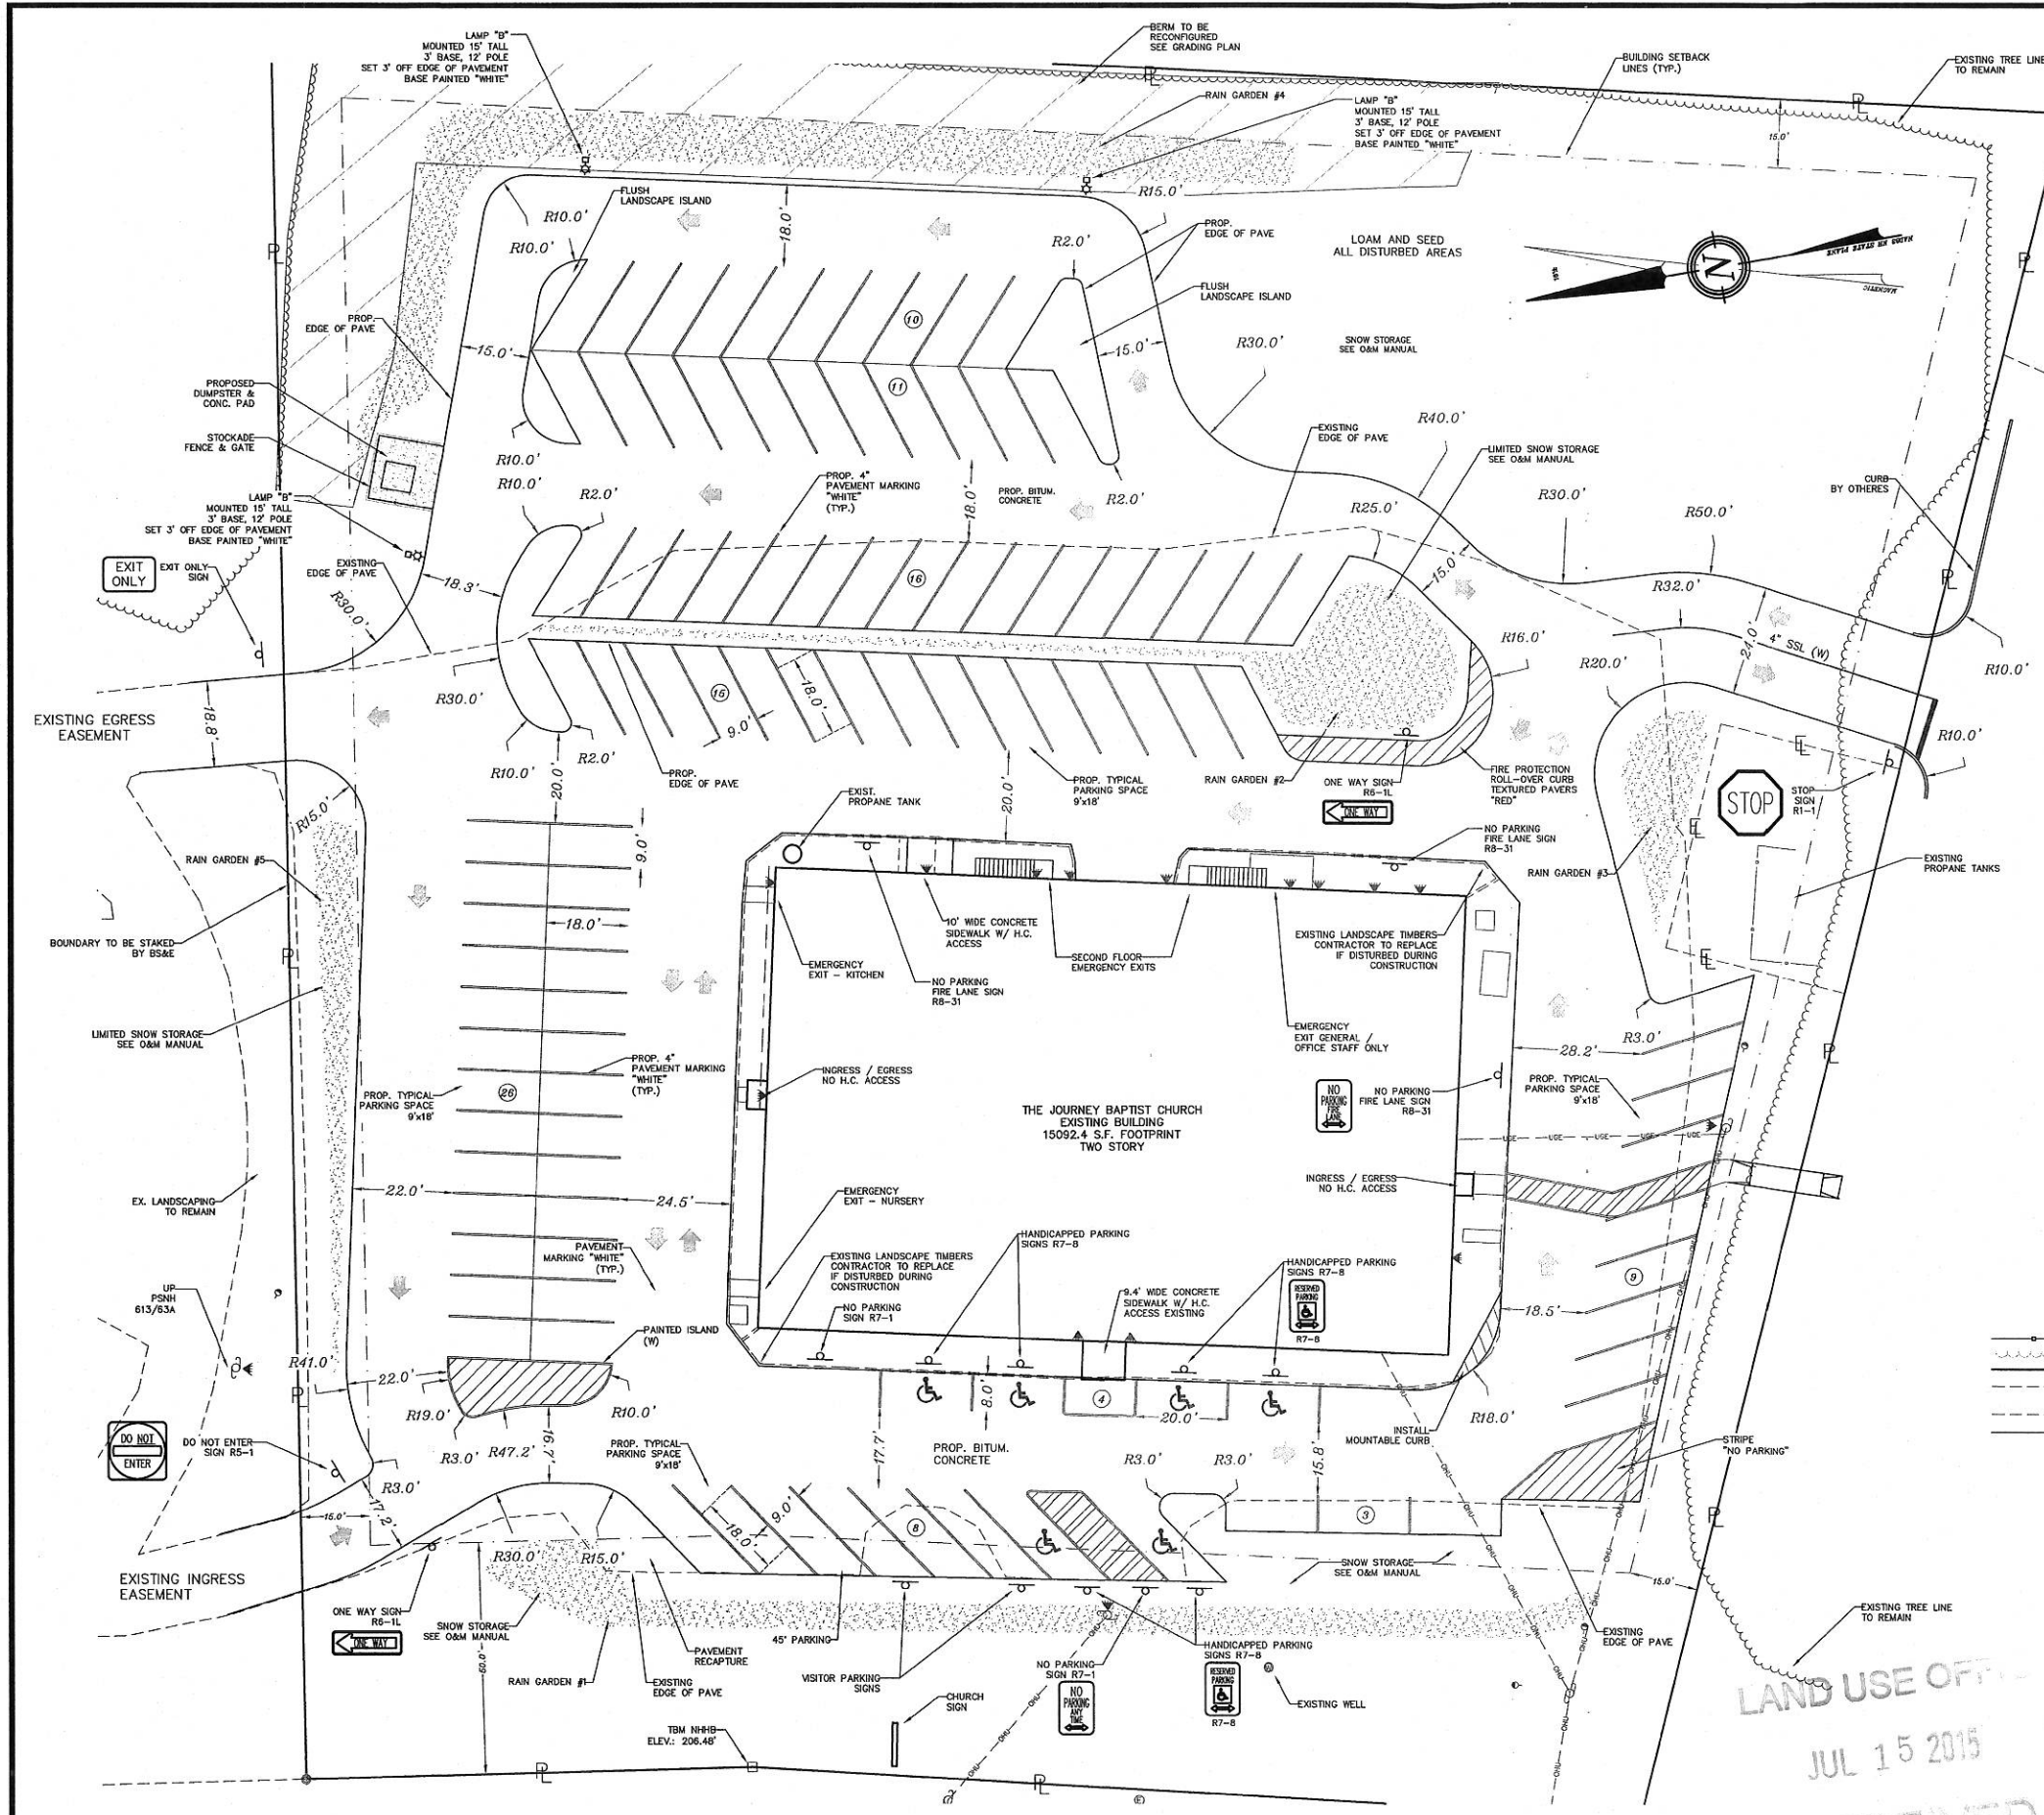 LAMP "B"
MOUNTED 15' TALL
3' BASE, 12' POLE
SET 3' OFF EDGE OF PAVEMENT
BASE PAINTED "WHITE"
BERM TO BE
RECONFIGURED
SEE GRADING PLAN
BUILDING SETBACK
LINES (TYP.)
EXISTING TREE LINE
TO REMAIN
RAIN GARDEN #4
LAMP "B"
MOUNTED 15' TALL
3' BASE, 12' POLE
SET 3' OFF EDGE OF PAVEMENT
BASE PAINTED "WHITE"
15.0'
FLUSH
LANDSCAPE ISLAND
R10.0'
R10.0'
18.0'
R15.0'
R2.0'
PROP.
EDGE OF PAVE
LOAM AND SEED
ALL DISTURBED AREAS
N
NAD83 NH STATE PLANE
MAGNETIC
FLUSH
LANDSCAPE ISLAND
PROP.
EDGE OF PAVE
10
15.0'
15.0'
R30.0'
SNOW STORAGE
SEE O&M MANUAL
11
PROPOSED
DUMPSTER &
CONC. PAD
STOCKADE
FENCE & GATE
R10.0'
R10.0'
R2.0'
PROP. 4"
PAVEMENT MARKING
"WHITE"
(TYP.)
18.0'
PROP. BITUM.
CONCRETE
R2.0'
EXISTING
EDGE OF PAVE
R40.0'
LIMITED SNOW STORAGE
SEE O&M MANUAL
R25.0'
R30.0'
R50.0'
CURB
BY OTHERES
LAMP "B"
MOUNTED 15' TALL
3' BASE, 12' POLE
SET 3' OFF EDGE OF PAVEMENT
BASE PAINTED "WHITE"
EXIT
ONLY
EXIT ONLY
SIGN
EXISTING
EDGE OF PAVE
18.3'
R30.0'
16
15.0'
R32.0'
24.0'
4" SSL (W)
R16.0'
R20.0'
R10.0'
R30.0'
15
18.0'
9.0'
EXISTING EGRESS
EASEMENT
18.8'
R10.0'
R2.0'
20.0'
PROP.
EDGE OF PAVE
20.0'
PROP. TYPICAL
PARKING SPACE
9'x18'
RAIN GARDEN #2
ONE WAY SIGN
R6-1L
ONE WAY
FIRE PROTECTION
ROLL-OVER CURB
TEXTURED PAVERS
"RED"
R10.0'
STOP
STOP
SIGN
R1-1
EXIST.
PROPANE TANK
R15.0'
RAIN GARDEN #5
9.0'
NO PARKING
FIRE LANE SIGN
R8-31
RAIN GARDEN #3
EXISTING
PROPANE TANKS
18.0'
BOUNDARY TO BE STAKED
BY BS&E
EMERGENCY
EXIT - KITCHEN
10' WIDE CONCRETE
SIDEWALK W/ H.C.
ACCESS
NO PARKING
FIRE LANE SIGN
R8-31
SECOND FLOOR
EMERGENCY EXITS
EXISTING LANDSCAPE TIMBERS
CONTRACTOR TO REPLACE
IF DISTURBED DURING
CONSTRUCTION
LIMITED SNOW STORAGE
SEE O&M MANUAL
EMERGENCY
EXIT GENERAL /
OFFICE STAFF ONLY
R3.0'
28.2'
PROP. 4"
PAVEMENT MARKING
"WHITE"
(TYP.)
INGRESS / EGRESS
NO H.C. ACCESS
PROP. TYPICAL
PARKING SPACE
9'x18'
26
NO
PARKING
FIRE
LANE
NO PARKING
FIRE LANE SIGN
R8-31
PROP. TYPICAL
PARKING SPACE
9'x18'
THE JOURNEY BAPTIST CHURCH
EXISTING BUILDING
15092.4 S.F. FOOTPRINT
TWO STORY
UGE UGE UGE UGE
INGRESS / EGRESS
NO H.C. ACCESS
EX. LANDSCAPING
TO REMAIN
22.0'
24.5'
EMERGENCY
EXIT - NURSERY
PAVEMENT
MARKING "WHITE"
(TYP.)
HANDICAPPED PARKING
SIGNS R7-8
EXISTING LANDSCAPE TIMBERS
CONTRACTOR TO REPLACE
IF DISTURBED DURING
CONSTRUCTION
HANDICAPPED PARKING
SIGNS R7-8
RESERVED
PARKING
R7-8
9
UP
PSNH
613/63A
NO PARKING
SIGN R7-1
9.4' WIDE CONCRETE
SIDEWALK W/ H.C.
ACCESS EXISTING
18.5'
PAINTED ISLAND
(W)
R41.0'
22.0'
R19.0'
R10.0'
8.0'
4
20.0'
R18.0'
INSTALL
MOUNTABLE CURB
DO NOT
ENTER
DO NOT ENTER
SIGN R5-1
R3.0'
R47.2'
16.7'
PROP. TYPICAL
PARKING SPACE
9'x18'
17.7'
PROP. BITUM.
CONCRETE
R3.0'
R3.0'
15.8'
STRIPE
"NO PARKING"
R3.0'
15.0'
17.2'
18.0'
9.0'
8
3
EXISTING INGRESS
EASEMENT
R30.0'
R15.0'
SNOW STORAGE
SEE O&M MANUAL
15.0'
ONE WAY SIGN
R6-1L
ONE WAY
SNOW STORAGE
SEE O&M MANUAL
45° PARKING
PAVEMENT
RECAPTURE
EXISTING TREE LINE
TO REMAIN
EXISTING
EDGE OF PAVE
50.0'
RAIN GARDEN #1
EXISTING
EDGE OF PAVE
VISITOR PARKING
SIGNS
NO PARKING
SIGN R7-1
NO
PARKING
ANY
TIME
HANDICAPPED PARKING
SIGNS R7-8
RESERVED
PARKING
R7-8
EXISTING WELL
CHURCH
SIGN
TBM NHHB
ELEV.: 206.48'
LAND USE OFFI
JUL 15 2015